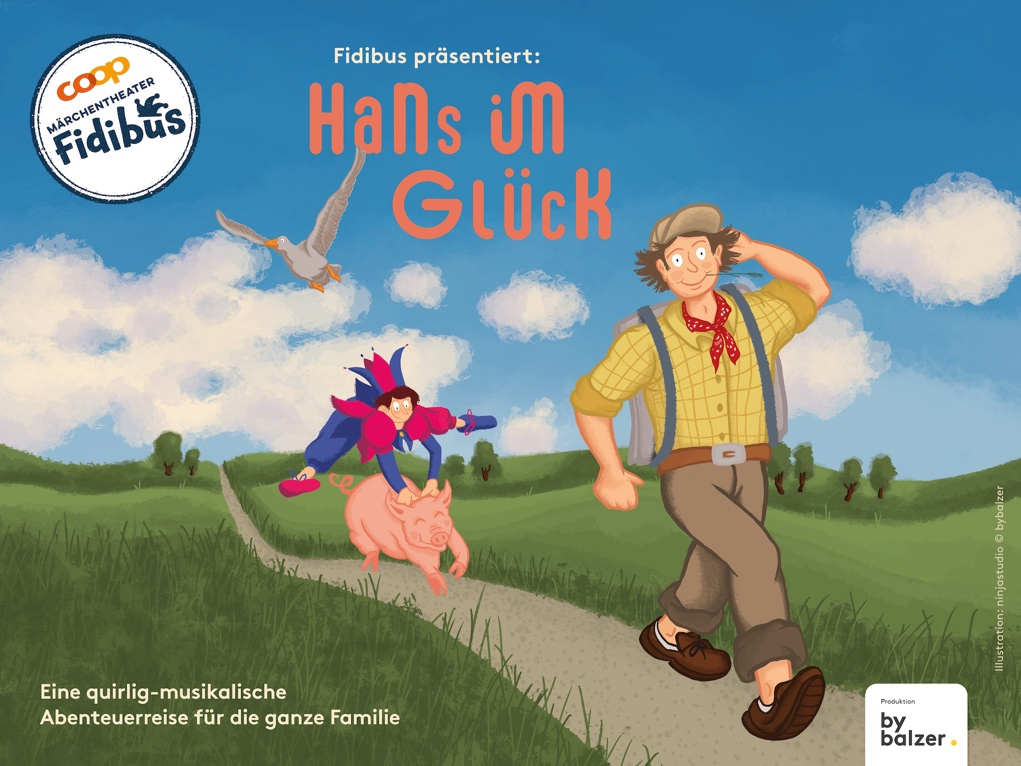 coop
MÄRCHENTHEATER
Fidibus
Fidibus präsentiert:
Hans im
Glück
Eine quirlig-musikalische
Abenteuerreise für die ganze Familie
Illustration: ninjastudio © bybalzer
Produktion
by
balzer.